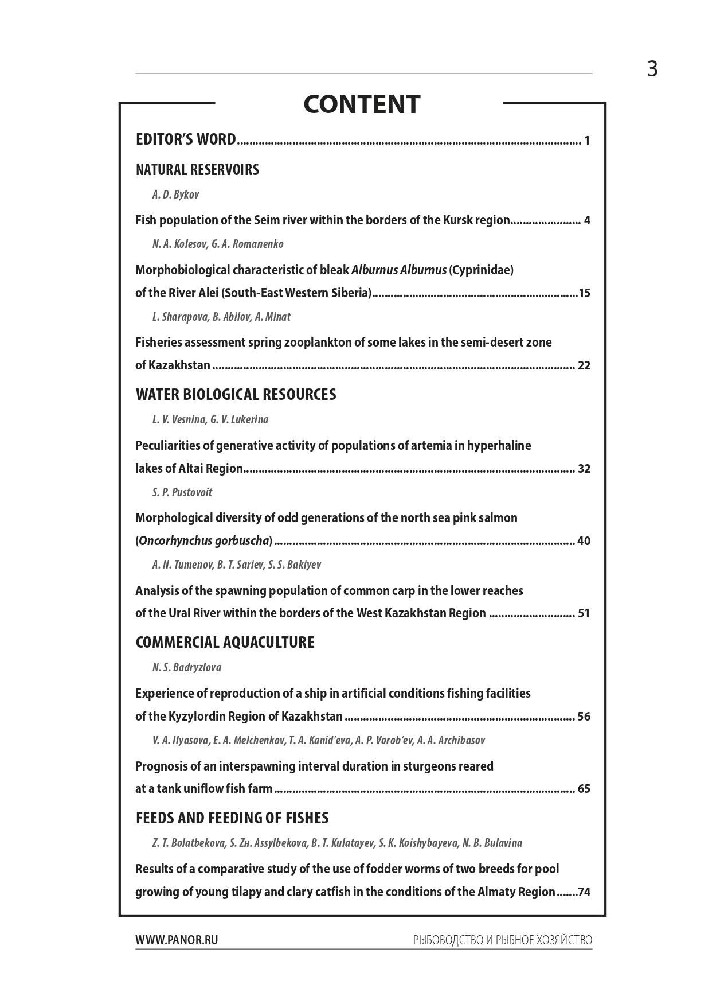 3
CONTENT
EDITOR’S WORD........................................................................................................... 1
NATURAL RESERVOIRS
A. D. Bykov
Fish population of the Seim river within the borders of the Kursk region...................... 4
N. A. Kolesov, G. A. Romanenko
Morphobiological characteristic of bleak Alburnus Alburnus (Cyprinidae)
of the River Alei (South-East Western Siberia)..................................................................15
L. Sharapova, B. Abilov, A. Minat
Fisheries assessment spring zooplankton of some lakes in the semi-desert zone
of Kazakhstan ..................................................................................................................... 22
WATER BIOLOGICAL RESOURCES
L. V. Vesnina, G. V. Lukerina
Peculiarities of generative activity of populations of artemia in hyperhaline
lakes of Altai Region........................................................................................................... 32
S. P. Pustovoit
Morphological diversity of odd generations of the north sea pink salmon
(Oncorhynchus gorbuscha) ................................................................................................. 40
A. N. Tumenov, B. T. Sariev, S. S. Bakiyev
Analysis of the spawning population of common carp in the lower reaches
of the Ural River within the borders of the West Kazakhstan Region ............................ 51
COMMERCIAL AQUACULTURE
N. S. Badryzlova
Experience of reproduction of a ship in artificial conditions fishing facilities
of the Kyzylordin Region of Kazakhstan .......................................................................... 56
V. A. Ilyasova, E. A. Melchenkov, T. A. Kanid’eva, A. P. Vorob’ev, A. A. Archibasov
Prognosis of an interspawning interval duration in sturgeons reared
at a tank uniflow fish farm ................................................................................................. 65
FEEDS AND FEEDING OF FISHES
Z. T. Bolatbekova, S. Zн. Assylbekova, B. T. Kulatayev, S. K. Koishybayeva, N. B. Bulavina
Results of a comparative study of the use of fodder worms of two breeds for pool
growing of young tilapy and clary catfish in the conditions of the Almaty Region .......74
WWW.PANOR.RU
РЫБОВОДСТВО И РЫБНОЕ ХОЗЯЙСТВО